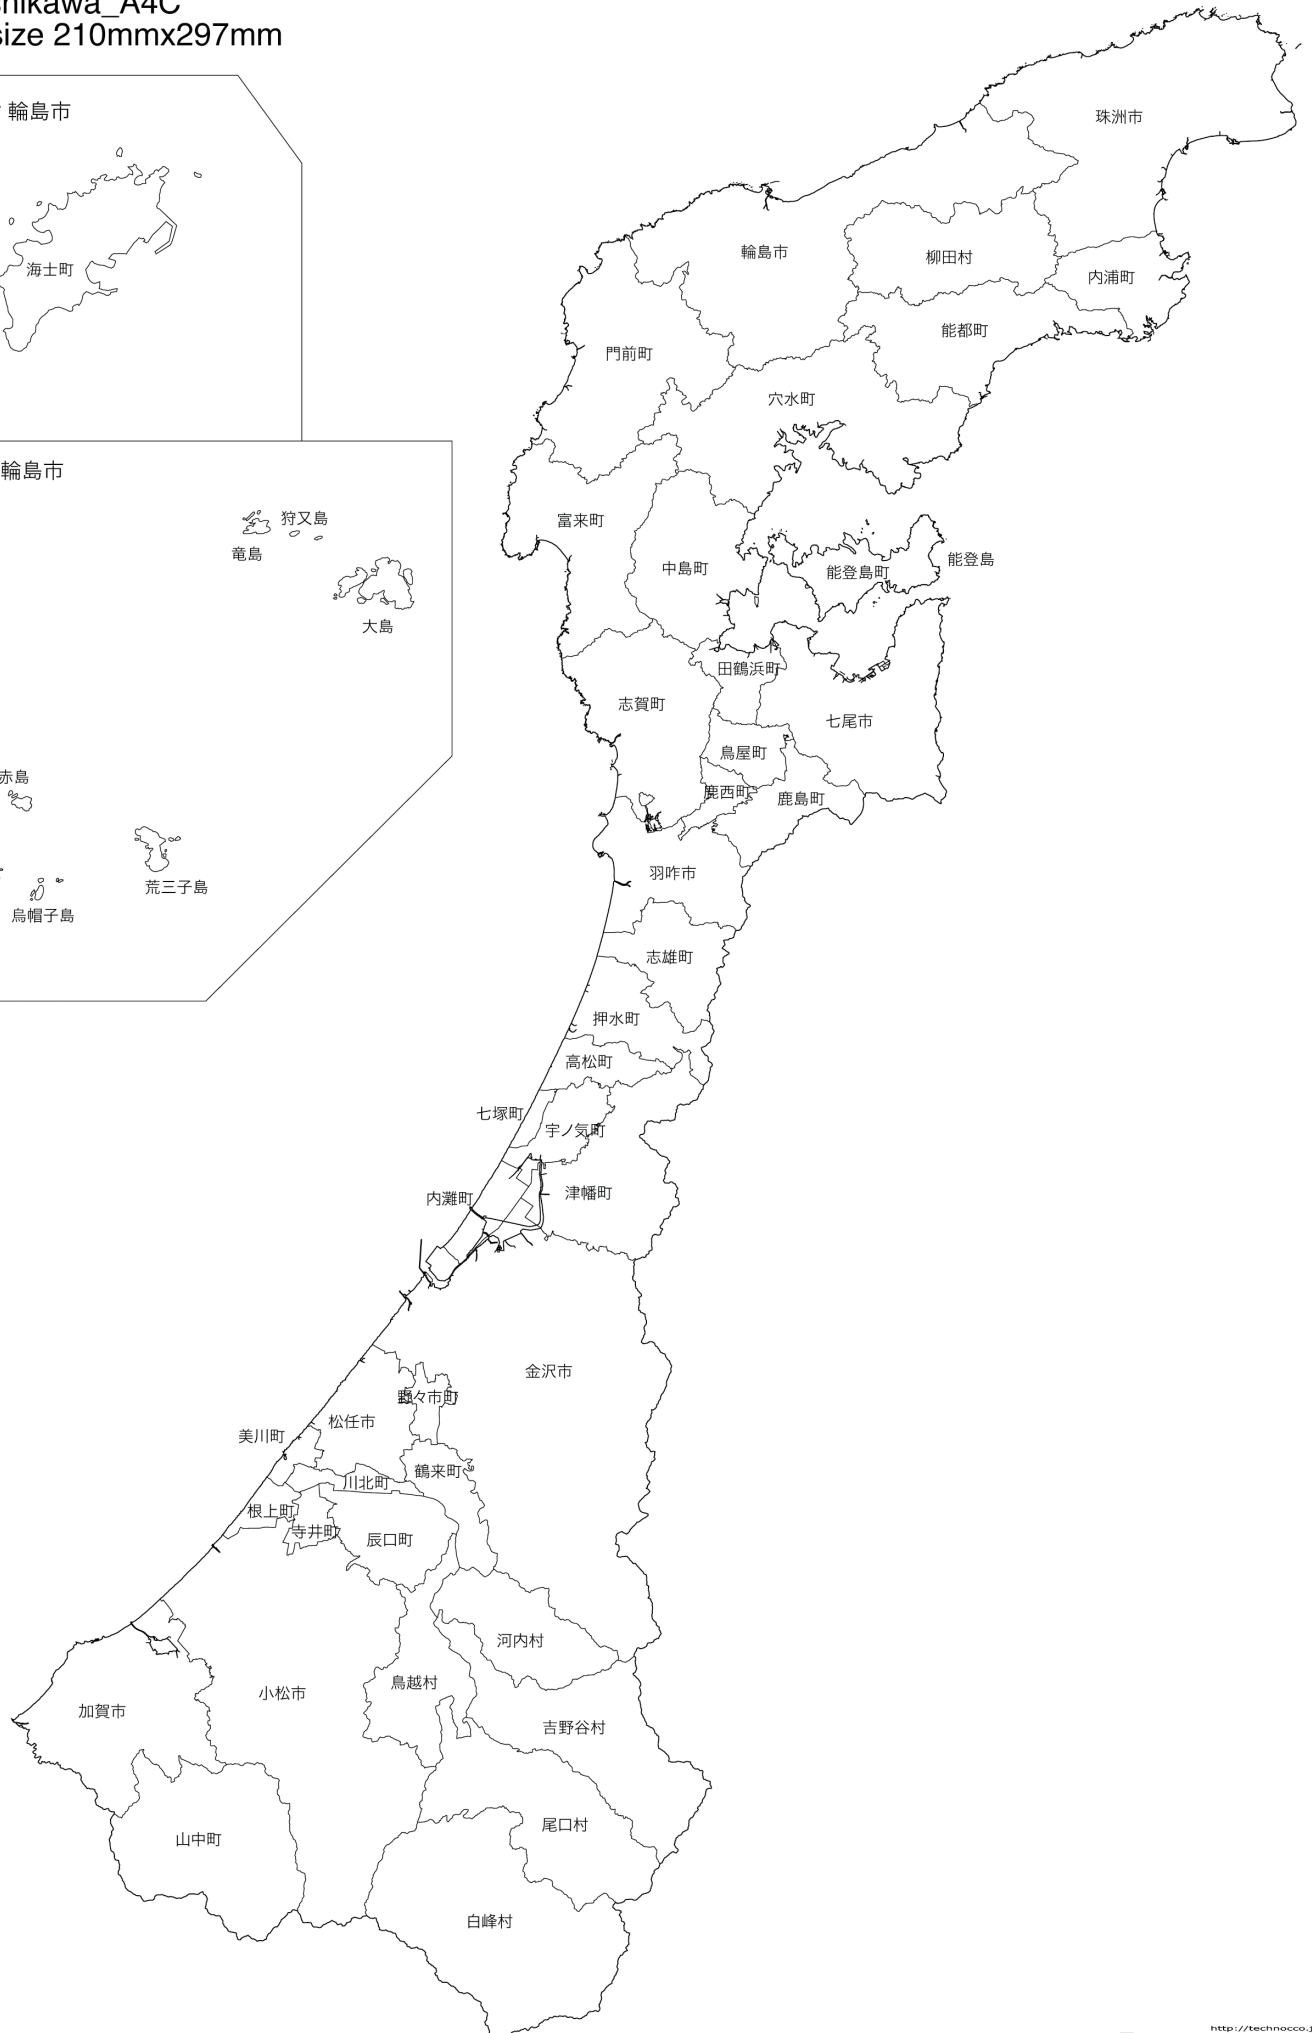 shikawa_A4C
size 210mmx297mm
輪島市
海士町
輪島市
狩又島
竜島
大島
赤島
荒三子島
烏帽子島
珠洲市
輪島市
柳田村
内浦町
能都町
門前町
穴水町
富来町
中島町
能登島町
能登島
田鶴浜町
志賀町
七尾市
鳥屋町
鹿西町
鹿島町
羽咋市
志雄町
押水町
高松町
七塚町
宇ノ気町
津幡町
内灘町
金沢市
野々市町
松任市
美川町
鶴来町
川北町
根上町
寺井町
辰口町
河内村
鳥越村
小松市
加賀市
吉野谷村
尾口村
山中町
白峰村
http://technocco.j